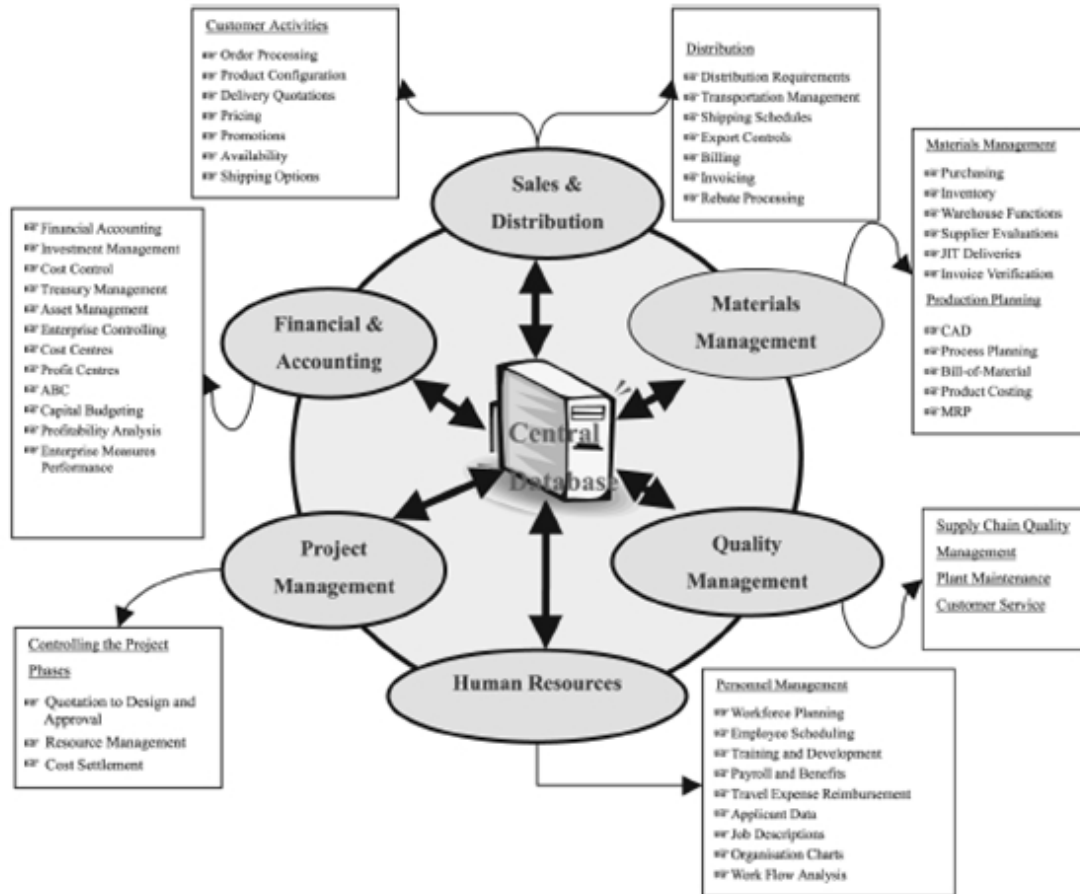 Customer Activities
Order Processing
Product Configuration
Delivery Quotations
Pricing
Promotions
Availability
Shipping Options
Distribution
Distribution Requirements
Transportation Management
Shipping Schedules
Export Controls
Billing
Invoicing
Rebate Processing
Materials Management
Purchasing
Inventory
Warehouse Functions
Supplier Evaluations
JIT Deliveries
Invoice Verification
Production Planning
CAD
Process Planning
Bill-of-Material
Product Costing
MRP
Financial Accounting
Investment Management
Cost Control
Treasury Management
Asset Management
Enterprise Controlling
Cost Centres
Profit Centres
ABC
Capital Budgeting
Profitability Analysis
Enterprise Measures
Performance
Sales &
Distribution
Financial &
Accounting
Materials
Management
Central
Database
Project
Management
Quality
Management
Human Resources
Supply Chain Quality
Management
Plant Maintenance
Customer Service
Controlling the Project
Phases
Quotation to Design and
Approval
Resource Management
Cost Settlement
Personnel Management
Workforce Planning
Employee Scheduling
Training and Development
Payroll and Benefits
Travel Expense Reimbursement
Applicant Data
Job Descriptions
Organisation Charts
Work Flow Analysis